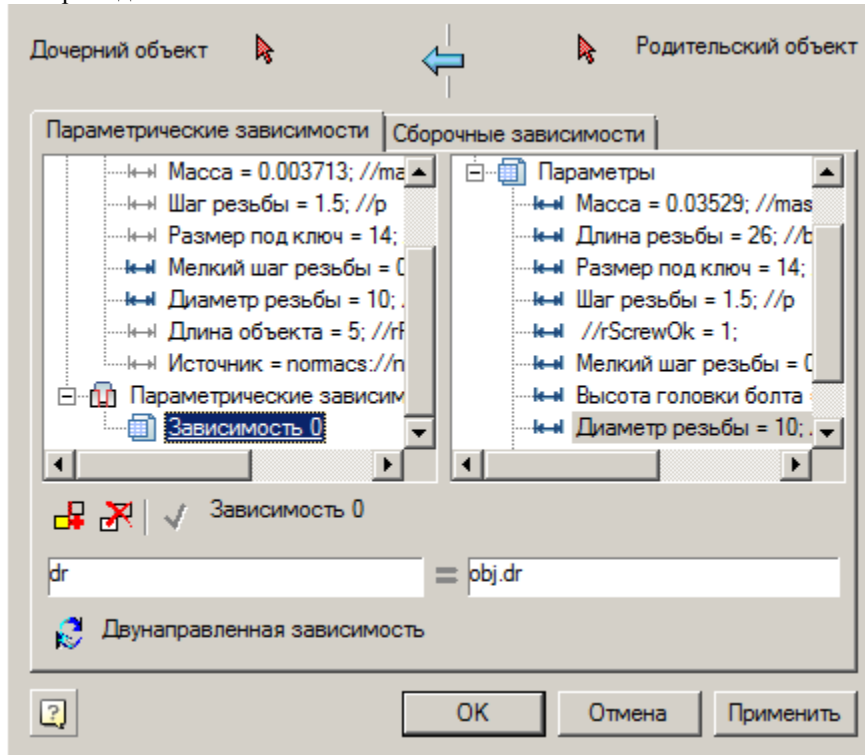 Дочерний объект
Родительский объект
Параметрические зависимости
Сборочные зависимости
Масса = 0.003713; //ma
Шаг резьбы = 1.5; //p
Размер под ключ = 14;
Мелкий шаг резьбы = 0
Диаметр резьбы = 10; .
Длина объекта = 5; //rF
Источник = normacs://n
Параметрические зависим
Зависимость 0
Параметры
Масса = 0.03529; //mas
Длина резьбы = 26; //b
Размер под ключ = 14;
Шаг резьбы = 1.5; //p
//rScrewOk = 1;
Мелкий шаг резьбы = 0
Высота головки болта
Диаметр резьбы = 10; .
Зависимость 0
dr = obj.dr
Двунаправленная зависимость
?
OK
Отмена
Применить